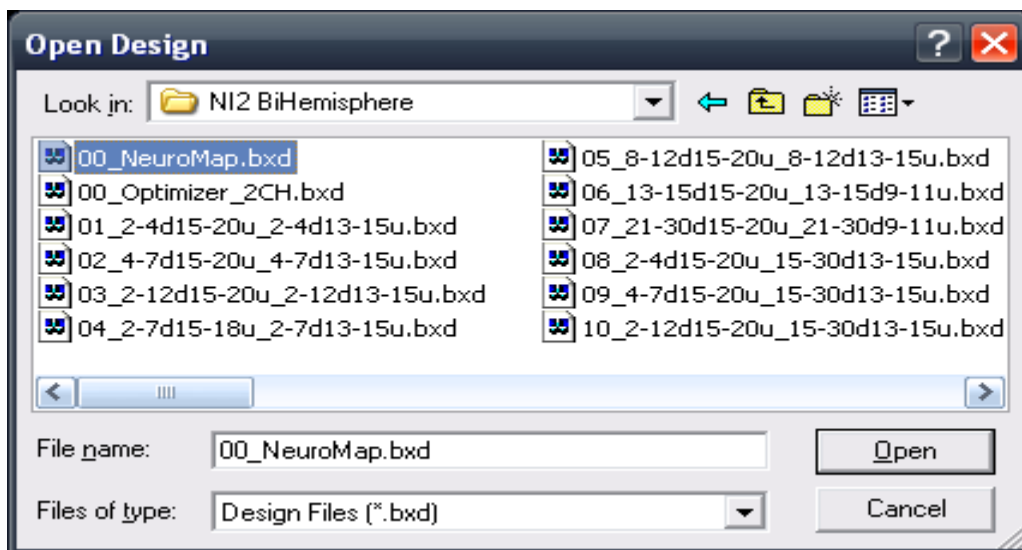 Open Design
Look in: NI2 BiHemisphere
00_NeuroMap.bxd
00_Optimizer_2CH.bxd
01_2-4d15-20u_2-4d13-15u.bxd
02_4-7d15-20u_4-7d13-15u.bxd
03_2-12d15-20u_2-12d13-15u.bxd
04_2-7d15-18u_2-7d13-15u.bxd
05_8-12d15-20u_8-12d13-15u.bxd
06_13-15d15-20u_13-15d9-11u.bxd
07_21-30d15-20u_21-30d9-11u.bxd
08_2-4d15-20u_15-30d13-15u.bxd
09_4-7d15-20u_15-30d13-15u.bxd
10_2-12d15-20u_15-30d13-15u.bxd
File name: 00_NeuroMap.bxd
Open
Files of type: Design Files (*.bxd)
Cancel